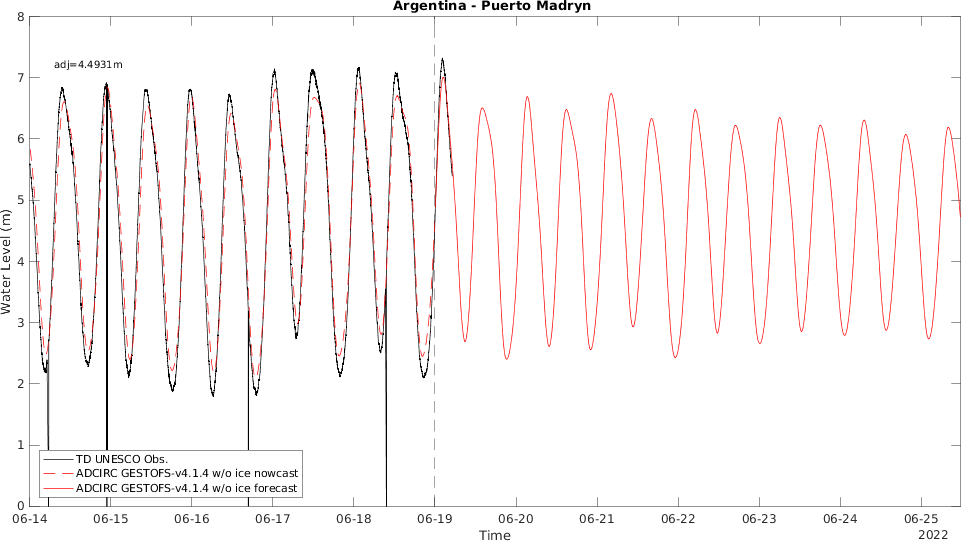 Argentina - Puerto Madryn
8
adj=4.4931m
7
6
5
4
3
2
1
0
Water Level (m)
TD UNESCO Obs.
ADCIRC GESTOFS-v4.1.4 w/o ice nowcast
ADCIRC GESTOFS-v4.1.4 w/o ice forecast
06-14 06-15 06-16 06-17 06-18 06-19 06-20 06-21 06-22 06-23 06-24 06-25
Time
2022